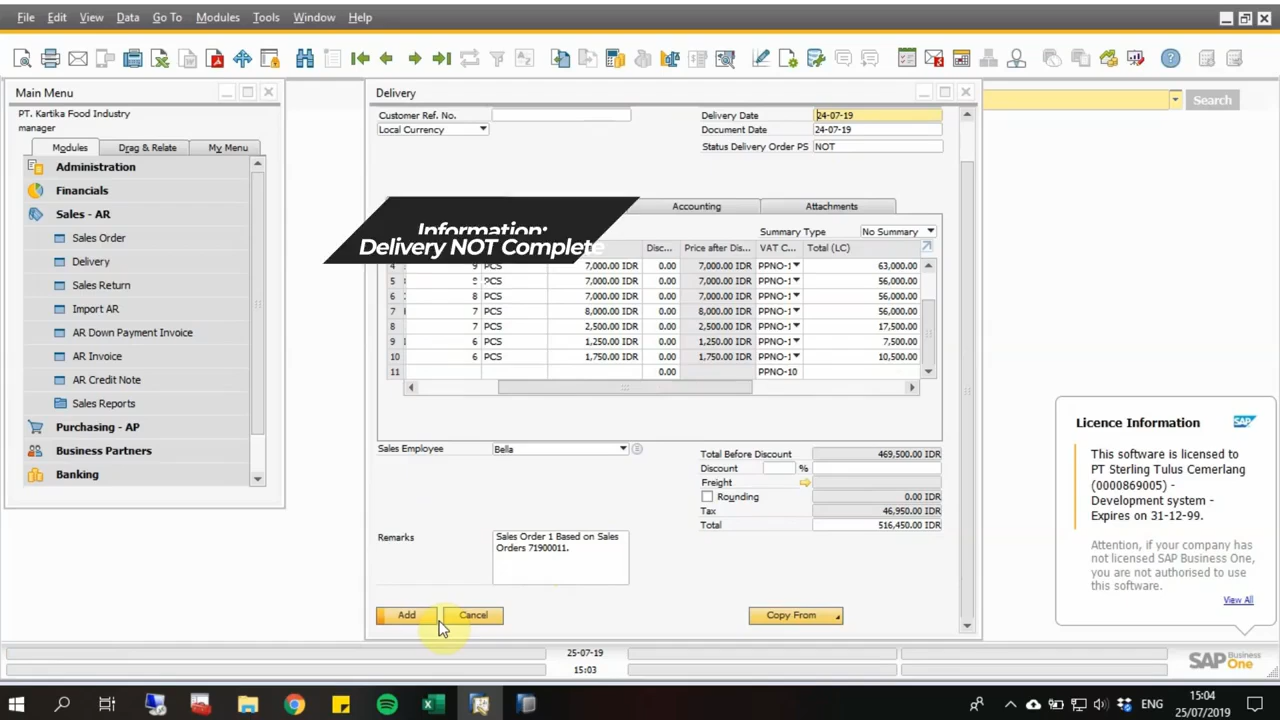 File Edit View Data Go To Modules Tools Window Help
Main Menu
PT. Kartika Food Industry
manager
Modules Drag & Relate My Menu
Administration
Financials
Sales - AR
Sales Order
Delivery
Sales Return
Import AR
AR Down Payment Invoice
AR Invoice
AR Credit Note
Sales Reports
Purchasing - AP
Business Partners
Banking
Delivery
Customer Ref. No.
Local Currency
Delivery Date 24-07-19
Document Date 24-07-19
Status Delivery Order PS NOT
Information:
Delivery NOT Complete
Accounting Attachments
Summary Type No Summary
Disc... Price after Dis... VAT C... Total (LC)
4 9 PCS 7,000.00 IDR 0.00 7,000.00 IDR PPNO-1 63,000.00
5 PCS 7,000.00 IDR 0.00 7,000.00 IDR PPNO-1 56,000.00
6 8 PCS 7,000.00 IDR 0.00 7,000.00 IDR PPNO-1 56,000.00
7 7 PCS 8,000.00 IDR 0.00 8,000.00 IDR PPNO-1 56,000.00
8 7 PCS 2,500.00 IDR 0.00 2,500.00 IDR PPNO-1 17,500.00
9 6 PCS 1,250.00 IDR 0.00 1,250.00 IDR PPNO-1 7,500.00
10 6 PCS 1,750.00 IDR 0.00 1,750.00 IDR PPNO-1 10,500.00
11 0.00 PPNO-10
Sales Employee Bella
Total Before Discount 469,500.00 IDR
Discount %
Freight
Rounding 0.00 IDR
Tax 46,950.00 IDR
Total 516,450.00 IDR
Remarks
Sales Order 1 Based on Sales
Orders 71900011.
Add Cancel Copy From
Search
Licence Information SAP
This software is licensed to
PT Sterling Tulus Cemerlang
(0000869005) -
Development system -
Expires on 31-12-99.
Attention, if your company has
not licensed SAP Business One,
you are not authorised to use
this software.
View All
25-07-19
15:03
SAP Business One
ENG
15:04
25/07/2019